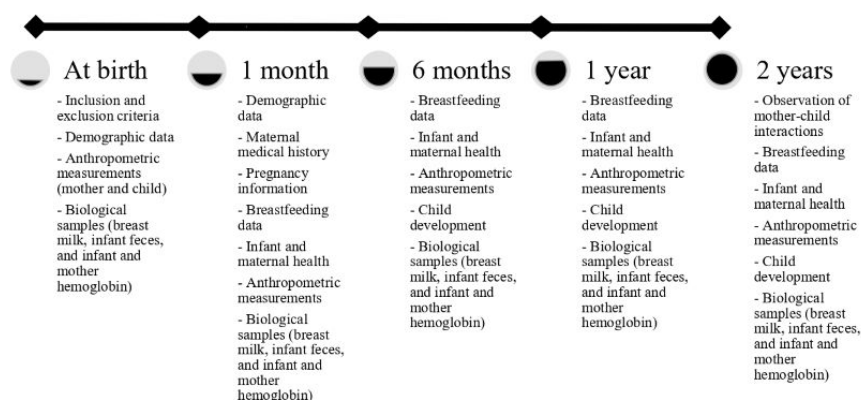 At birth
- Inclusion and
exclusion criteria
- Demographic data
- Anthropometric
measurements
(mother and child)
- Biological
samples (breast
milk, infant feces,
and infant and
mother
hemoglobin)
1 month
- Demographic
data
- Maternal
medical history
- Pregnancy
information
- Breastfeeding
data
- Infant and
maternal health
- Anthropometric
measurements
- Biological
samples (breast
milk, infant feces,
and infant and
mother
hemoglobin)
6 months
- Breastfeeding
data
- Infant and
maternal health
- Anthropometric
measurements
- Child
development
- Biological
samples (breast
milk, infant feces,
and infant and
mother
hemoglobin)
1 year
- Breastfeeding
data
- Infant and
maternal health
- Anthropometric
measurements
- Child
development
- Biological
samples (breast
milk, infant feces,
and infant and
mother
hemoglobin)
2 years
- Observation of
mother-child
interactions
- Breastfeeding
data
- Infant and
maternal health
- Anthropometric
measurements
- Child
development
- Biological
samples (breast
milk, infant feces,
and infant and
mother
hemoglobin)